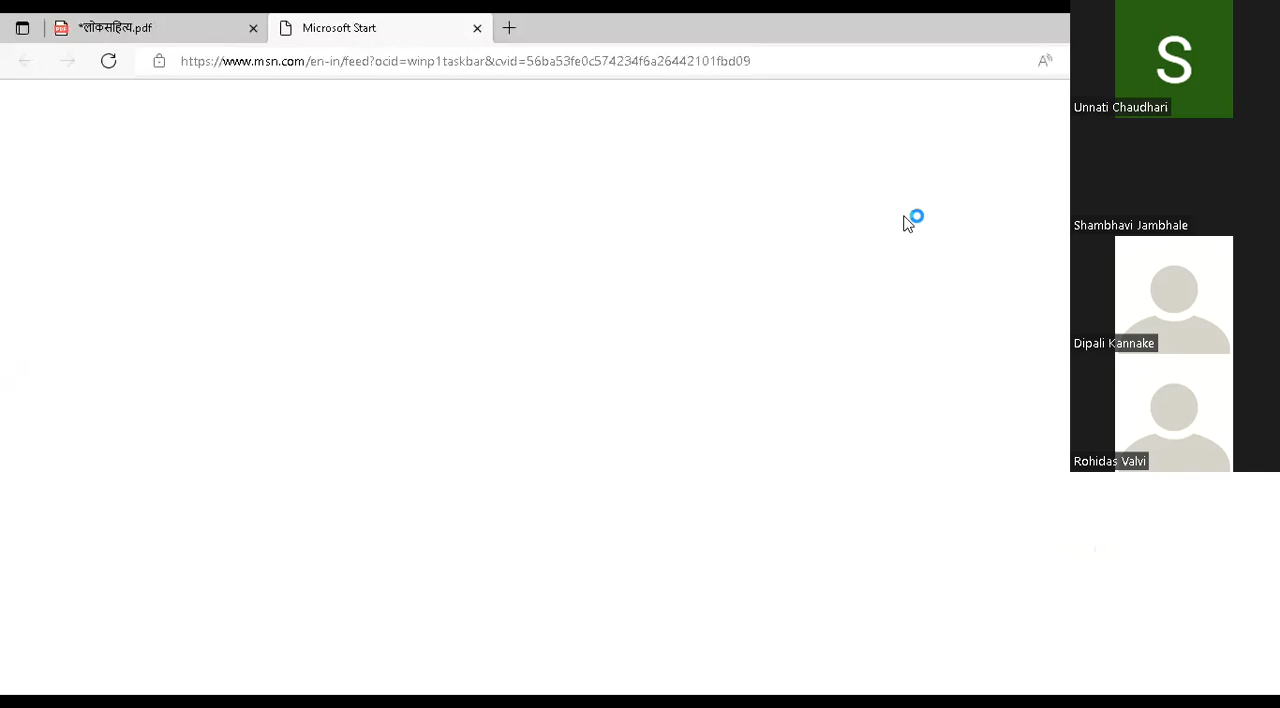 *लोकसहित्य.pdf
Microsoft Start
https://www.msn.com/en-in/feed?ocid=winp1taskbar&cvid=56ba53fe0c574234f6a26442101fbd09
A
S
Unnati Chaudhari
Shambhavi Jambhale
Dipali Kannake
Rohidas Valvi